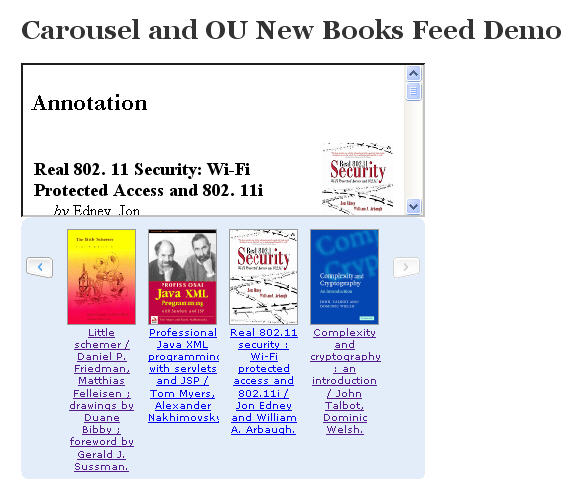 Carousel and OU New Books Feed Demo
Annotation
Real 802. 11 Security: Wi-Fi
Protected Access and 802. 11i
by Edney, Jon
Real 802.11
Security
Wi-Fi Protected Access and 802.11i
Jon Edney
William A. Arbaugh
The Little Schemer
PROFESSIONAL
Java XML
Programming
with Servlets and JSP
Real 802.11
Security
Wi-Fi Protected Access and 802.11i
Jon Edney
William A. Arbaugh
Complexity and
Cryptography
An Introduction
JOHN TALBOT AND
DOMINIC WELSH
Little
schemer /
Daniel P.
Friedman,
Matthias
Felleisen ;
drawings by
Duane
Bibby ;
foreword by
Gerald J.
Sussman.
Professional
Java XML
programming
with servlets
and JSP /
Tom Myers,
Alexander
Nakhimovsky
Real 802.11
security :
Wi-Fi
protected
access and
802.11i /
Jon Edney
and William
A. Arbaugh.
Complexity
and
cryptography
: an
introduction
/ John
Talbot,
Dominic
Welsh.